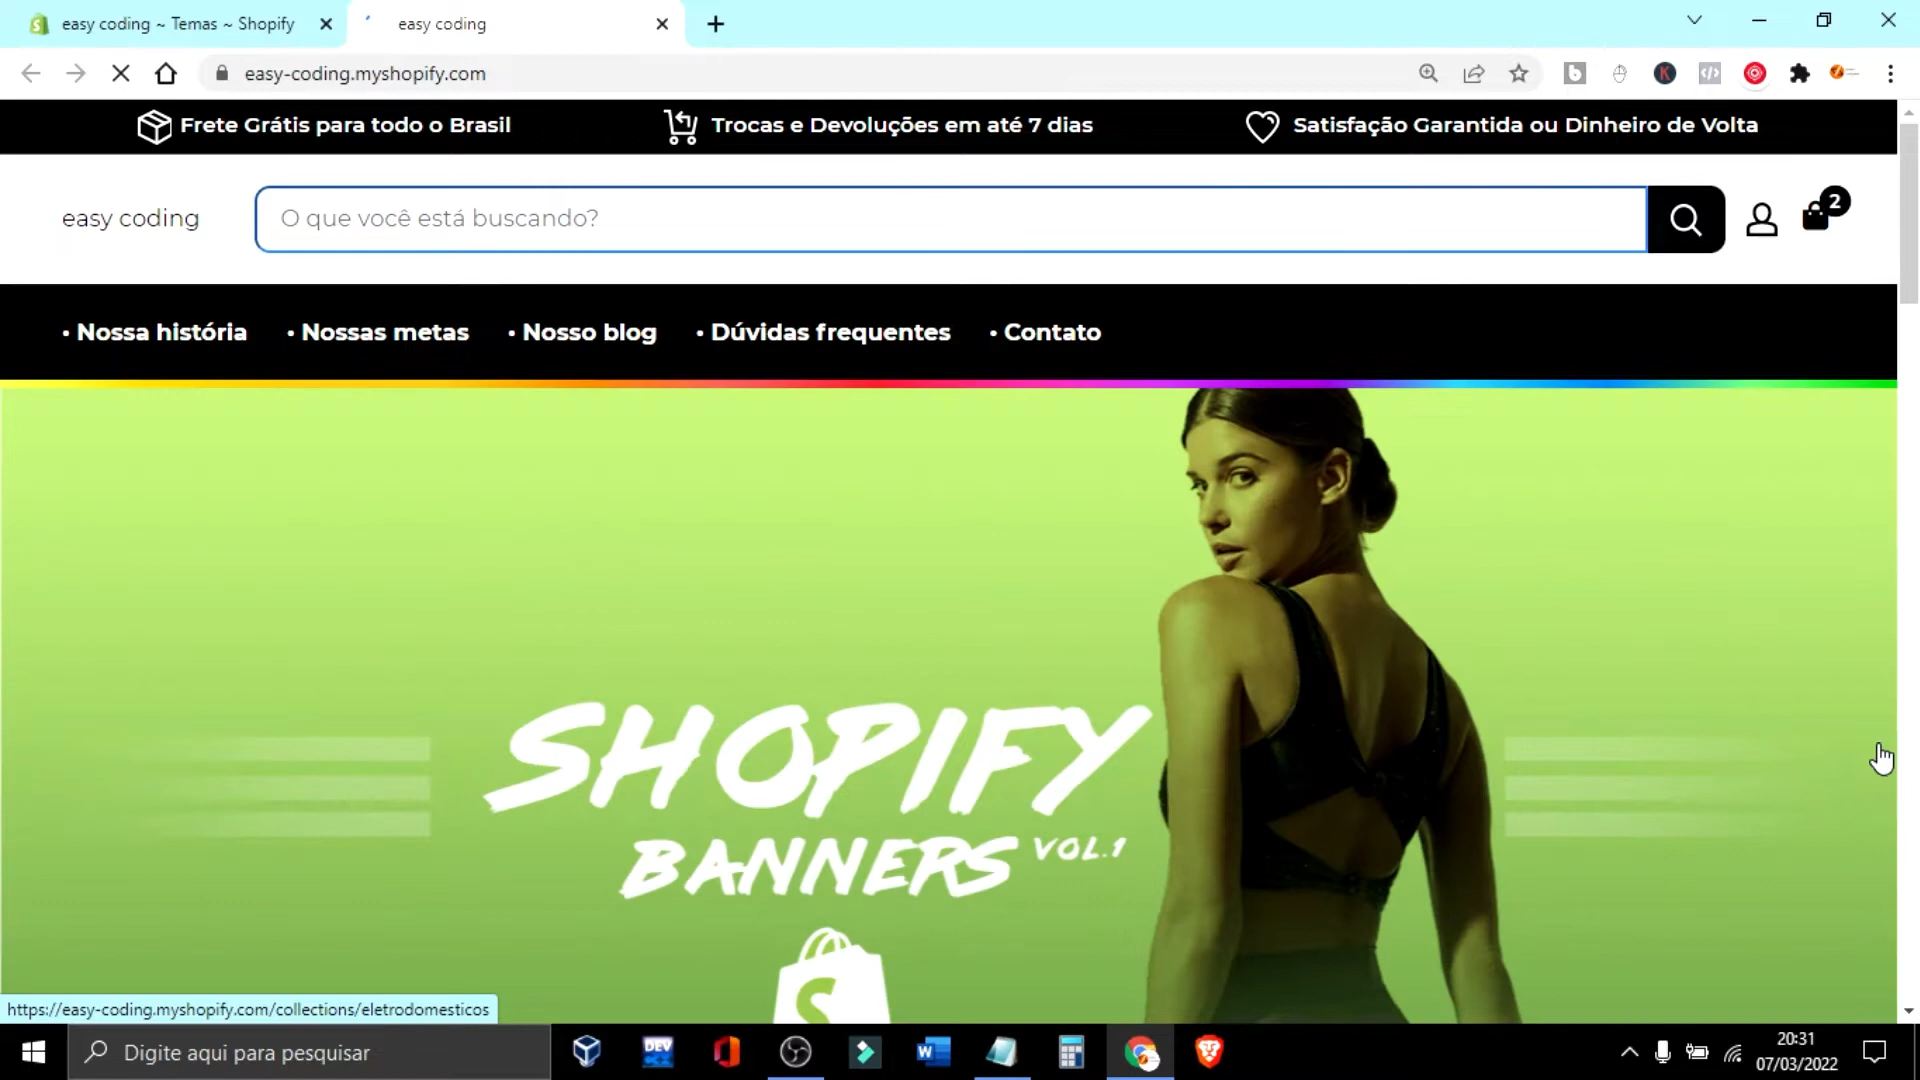 easy coding ~ Temas ~ Shopify
easy coding
easy-coding.myshopify.com
Frete Grátis para todo o Brasil
Trocas e Devoluções em até 7 dias
Satisfação Garantida ou Dinheiro de Volta
easy coding
O que você está buscando?
2
• Nossa história
• Nossas metas
• Nosso blog
• Dúvidas frequentes
• Contato
SHOPIFY
BANNERS VOL.1
S
https://easy-coding.myshopify.com/collections/eletrodomesticos
Digite aqui para pesquisar
DEV
C++
W
20:31
07/03/2022